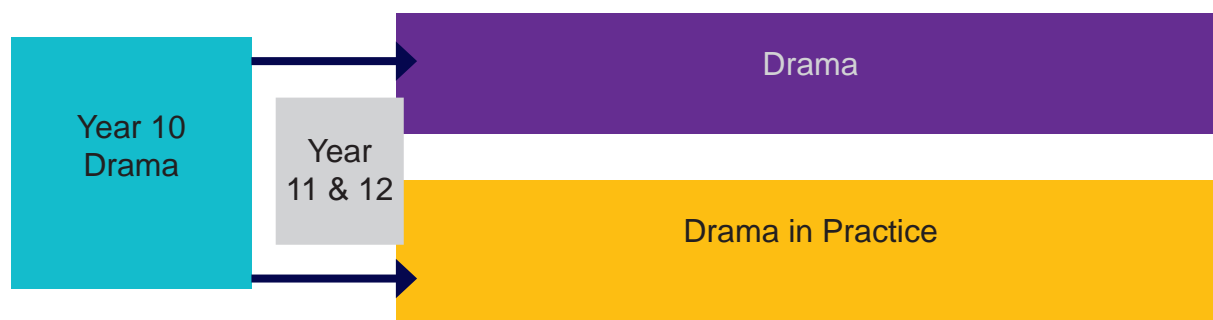 Year 10
Drama
Year
11 & 12
Drama
Drama in Practice